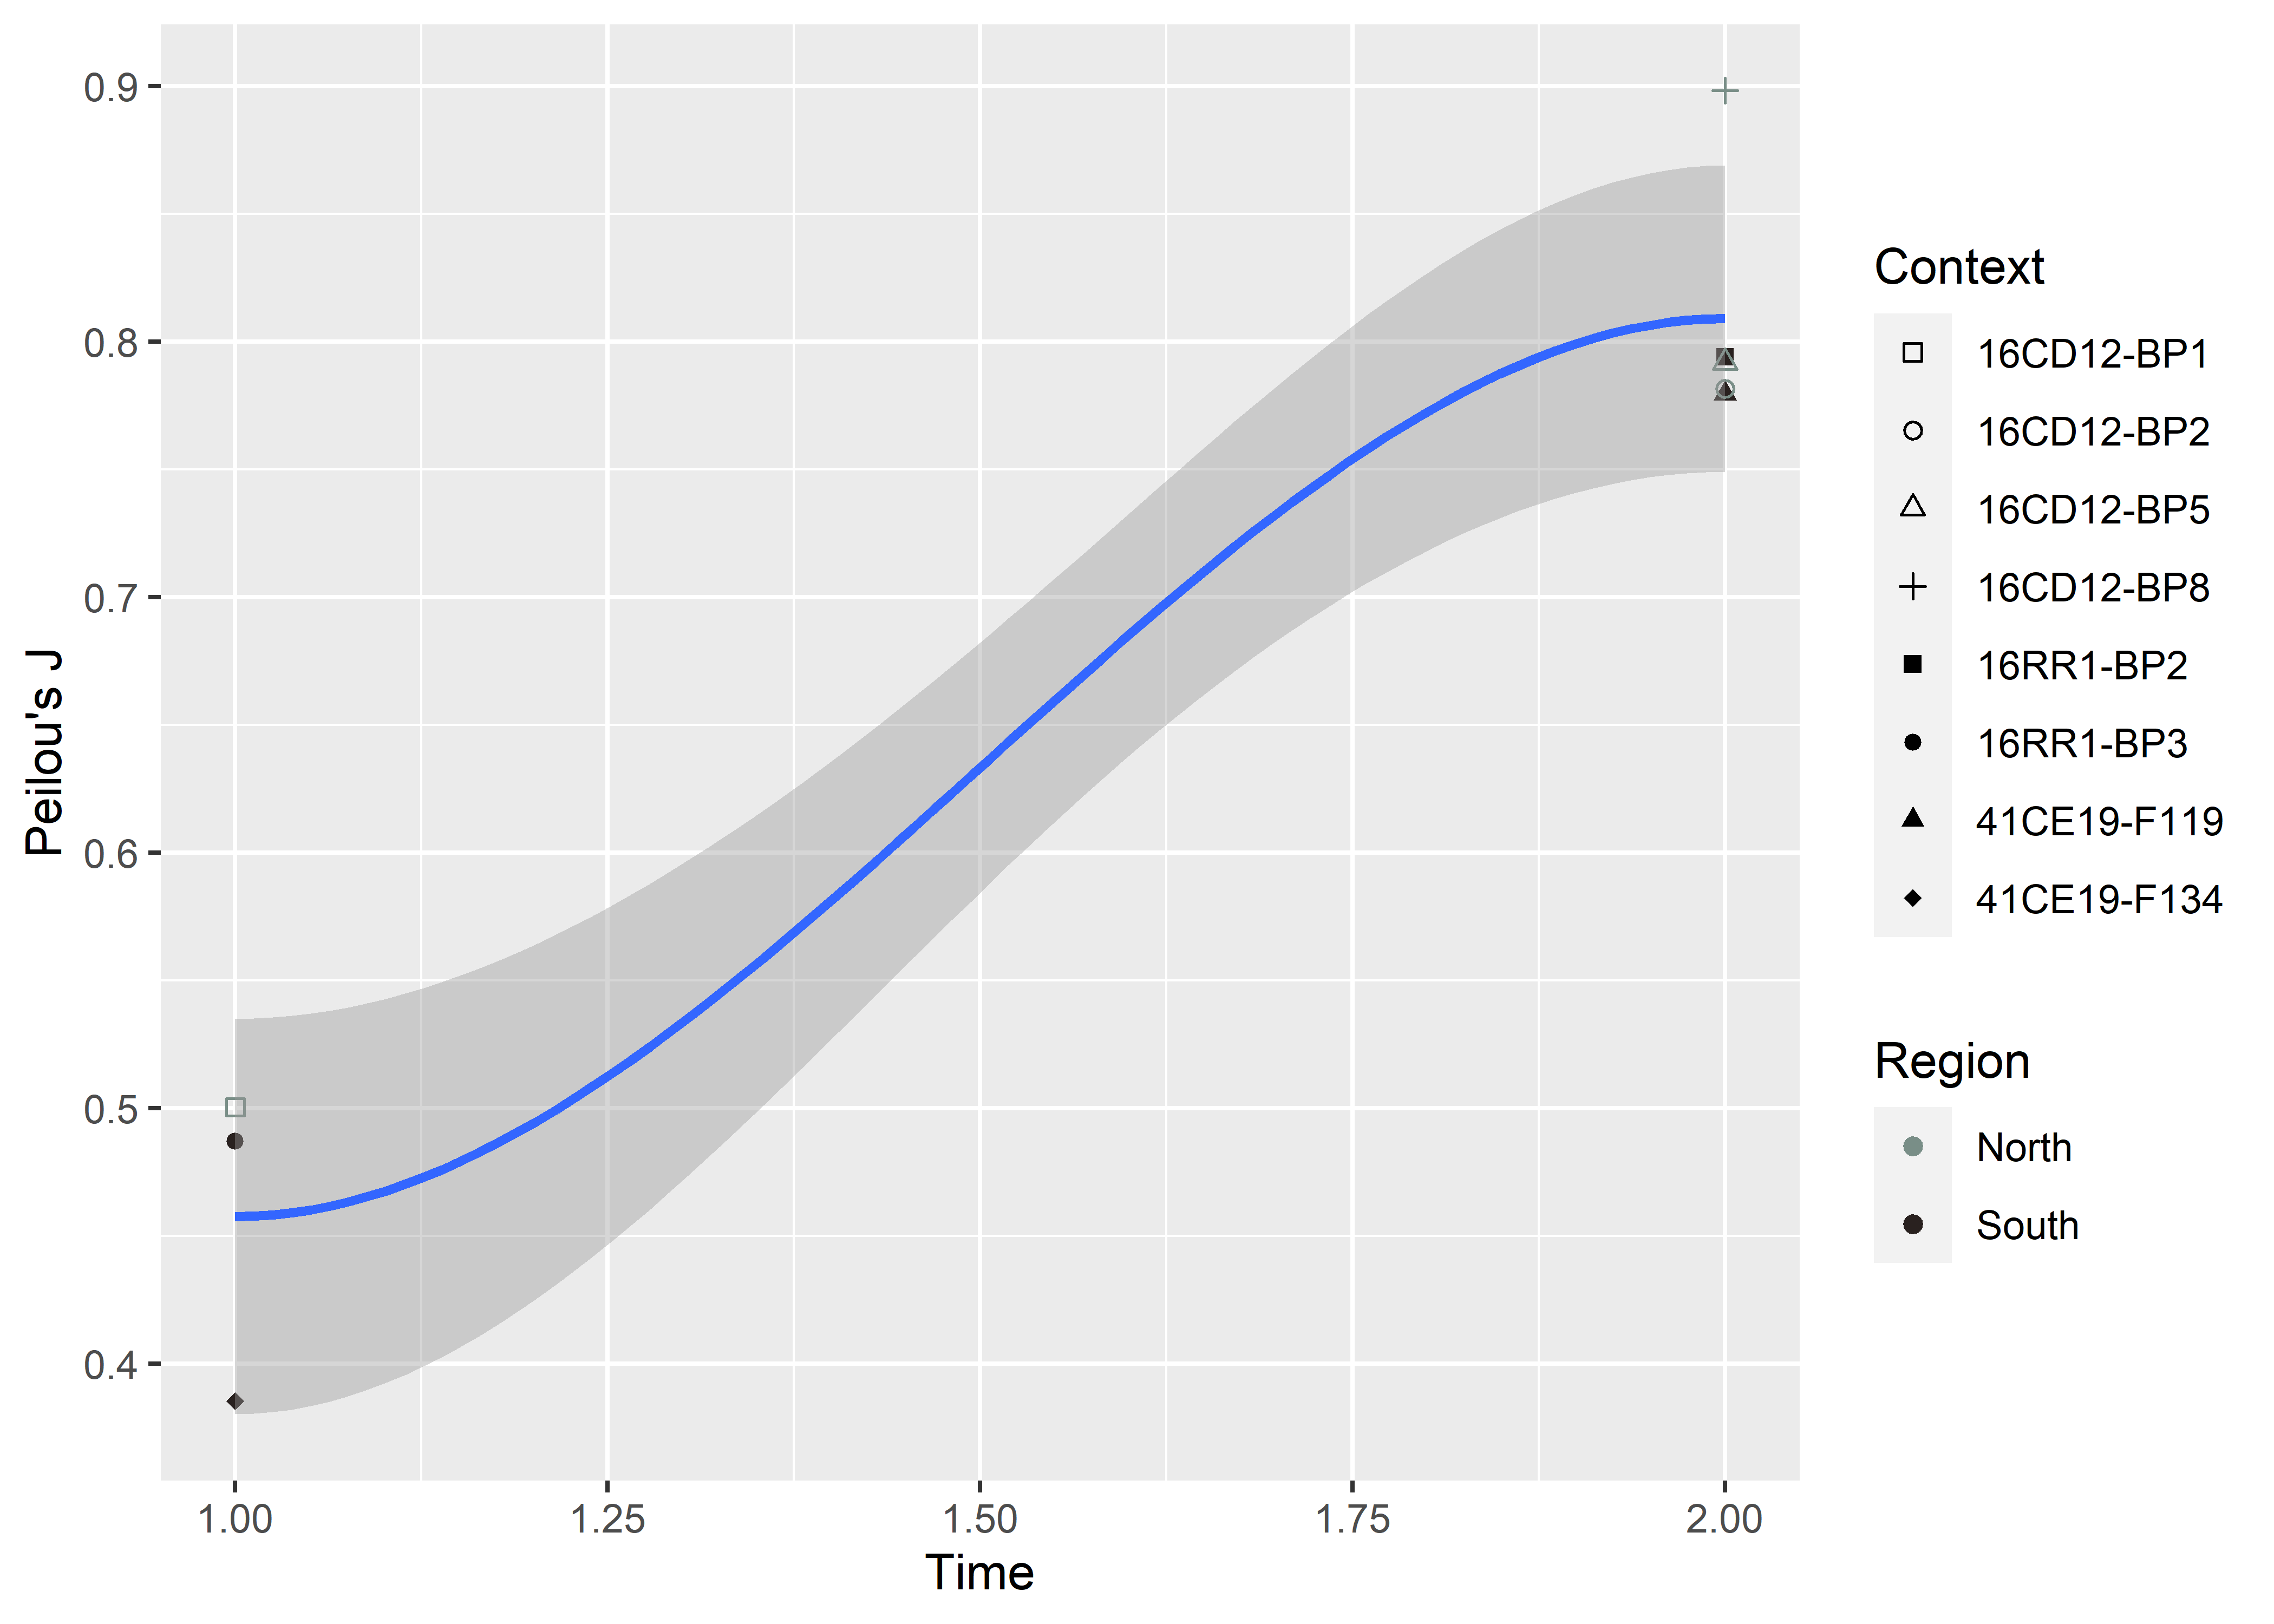 0.9
0.8
0.7
0.6
0.5
0.4
Peilou's J
1.00 1.25 1.50 1.75 2.00
Time
Context
16CD12-BP1
16CD12-BP2
16CD12-BP5
16CD12-BP8
16RR1-BP2
16RR1-BP3
41CE19-F119
41CE19-F134
Region
North
South